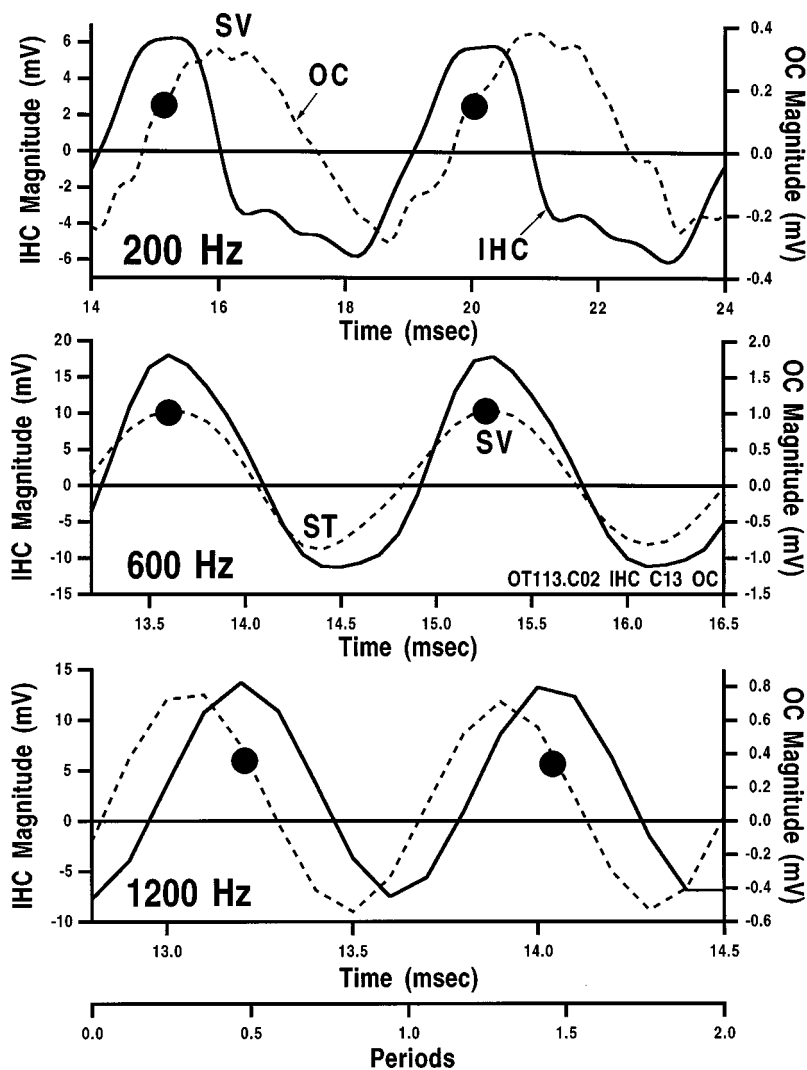 SV
OC
IHC Magnitude (mV)
6
4
2
0
-2
-4
-6
OC Magnitude (mV)
0.4
0.2
0.0
-0.2
-0.4
200 Hz
IHC
14 16 18 20 22 24
Time (msec)
IHC Magnitude (mV)
20
15
10
5
0
-5
-10
-15
OC Magnitude (mV)
2.0
1.5
1.0
0.5
0.0
-0.5
-1.0
-1.5
SV
ST
600 Hz
OT113.C02 IHC C13 OC
13.5 14.0 14.5 15.0 15.5 16.0 16.5
Time (msec)
IHC Magnitude (mV)
15
10
5
0
-5
-10
OC Magnitude (mV)
0.8
0.6
0.4
0.2
0.0
-0.2
-0.4
-0.6
1200 Hz
13.0 13.5 14.0 14.5
Time (msec)
0.0 0.5 1.0 1.5 2.0
Periods